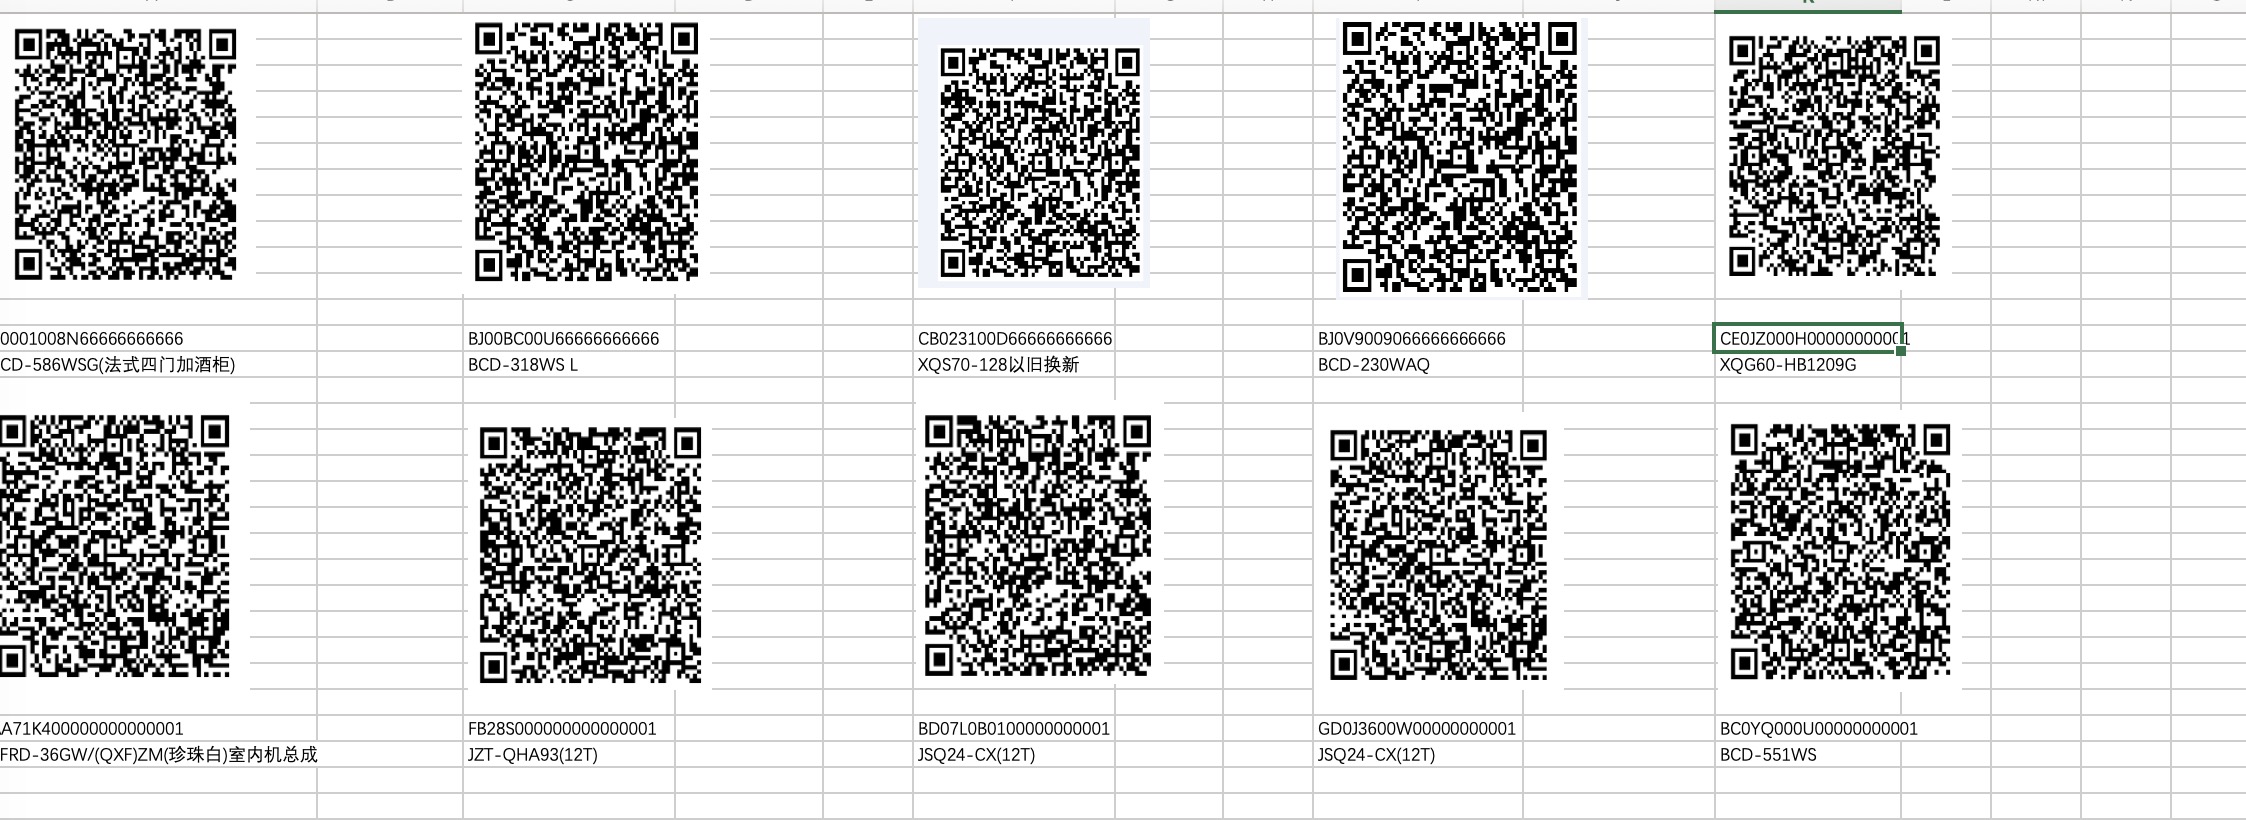 0001008N66666666666
BJ00BC00U66666666666
CB023100D66666666666
BJ0V9009066666666666
CE0JZ000H00000000001
CD-586WSG(法式四门加酒柜)
BCD-318WS L
XQS70-128以旧换新
BCD-230WAQ
XQG60-HB1209G
A71K400000000000001
FB28S000000000000001
BD07L0B0100000000001
GD0J3600W00000000001
BC0YQ000U00000000001
FRD-36GW/(QXF)ZM(珍珠白)室内机总成
JZT-QHA93(12T)
JSQ24-CX(12T)
JSQ24-CX(12T)
BCD-551WS